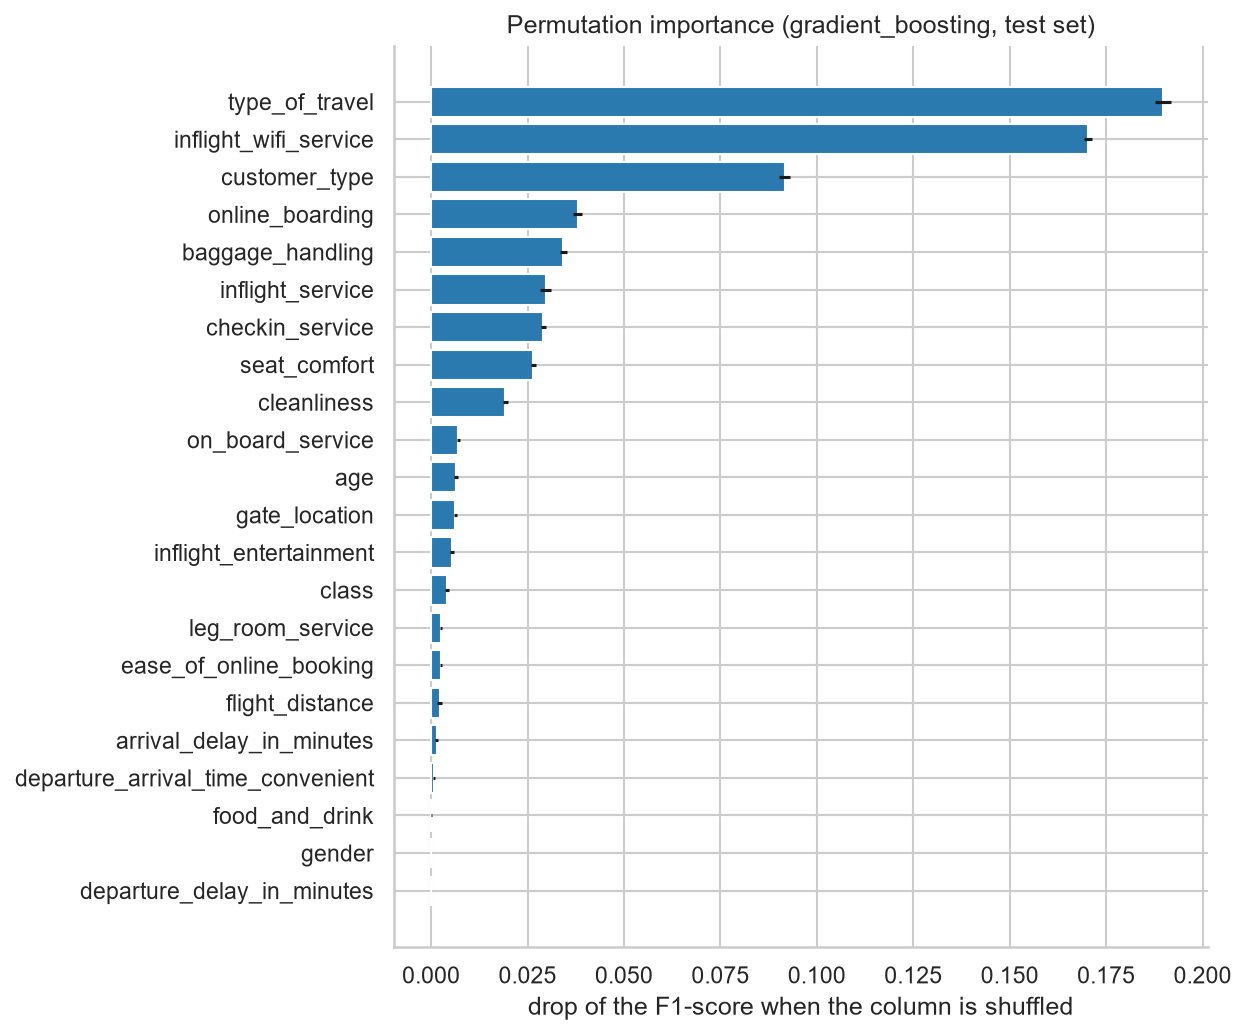 Permutation importance (gradient_boosting, test set)
type_of_travel
inflight_wifi_service
customer_type
online_boarding
baggage_handling
inflight_service
checkin_service
seat_comfort
cleanliness
on_board_service
age
gate_location
inflight_entertainment
class
leg_room_service
ease_of_online_booking
flight_distance
arrival_delay_in_minutes
departure_arrival_time_convenient
food_and_drink
gender
departure_delay_in_minutes
0.000 0.025 0.050 0.075 0.100 0.125 0.150 0.175 0.200
drop of the F1-score when the column is shuffled